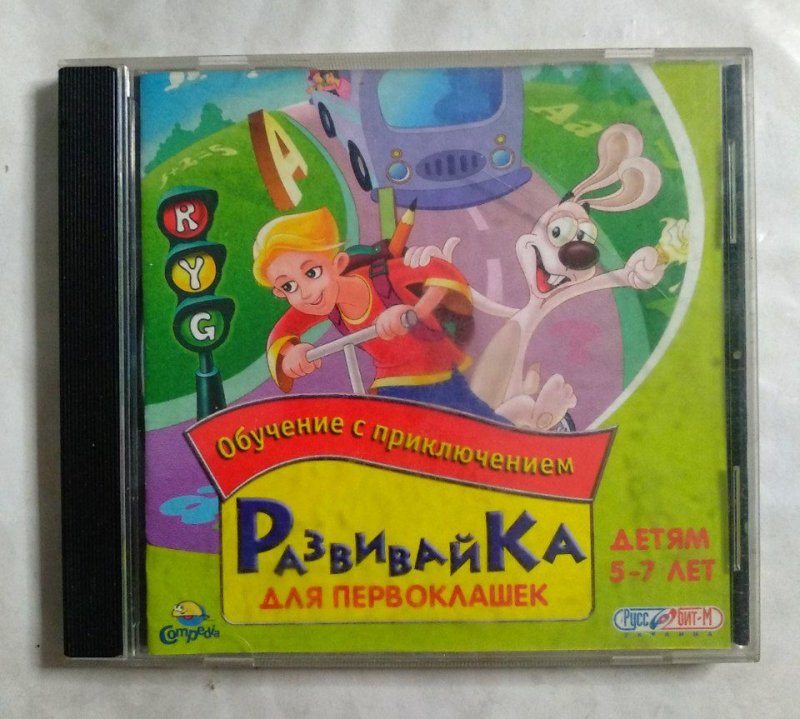 A
R
Y
G
Обучение с приключением
РазвивайКа
ДЛЯ ПЕРВОКЛАШЕК
ДЕТЯМ
5-7 ЛЕТ
Compedia
Русс бит-М